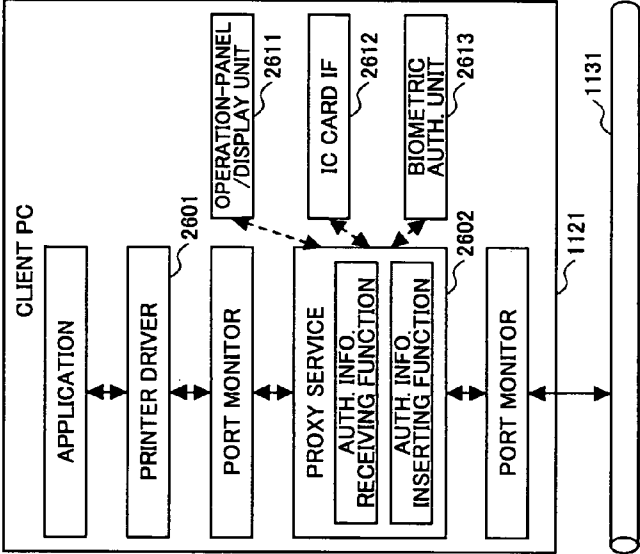 CLIENT PC
APPLICATION
PRINTER DRIVER
2601
PORT MONITOR
PROXY SERVICE
AUTH. INFO.
RECEIVING FUNCTION
AUTH. INFO.
INSERTING FUNCTION
2602
PORT MONITOR
1121
OPERATION-PANEL
/DISPLAY UNIT
2611
IC CARD IF
2612
BIOMETRIC
AUTH. UNIT
2613
1131